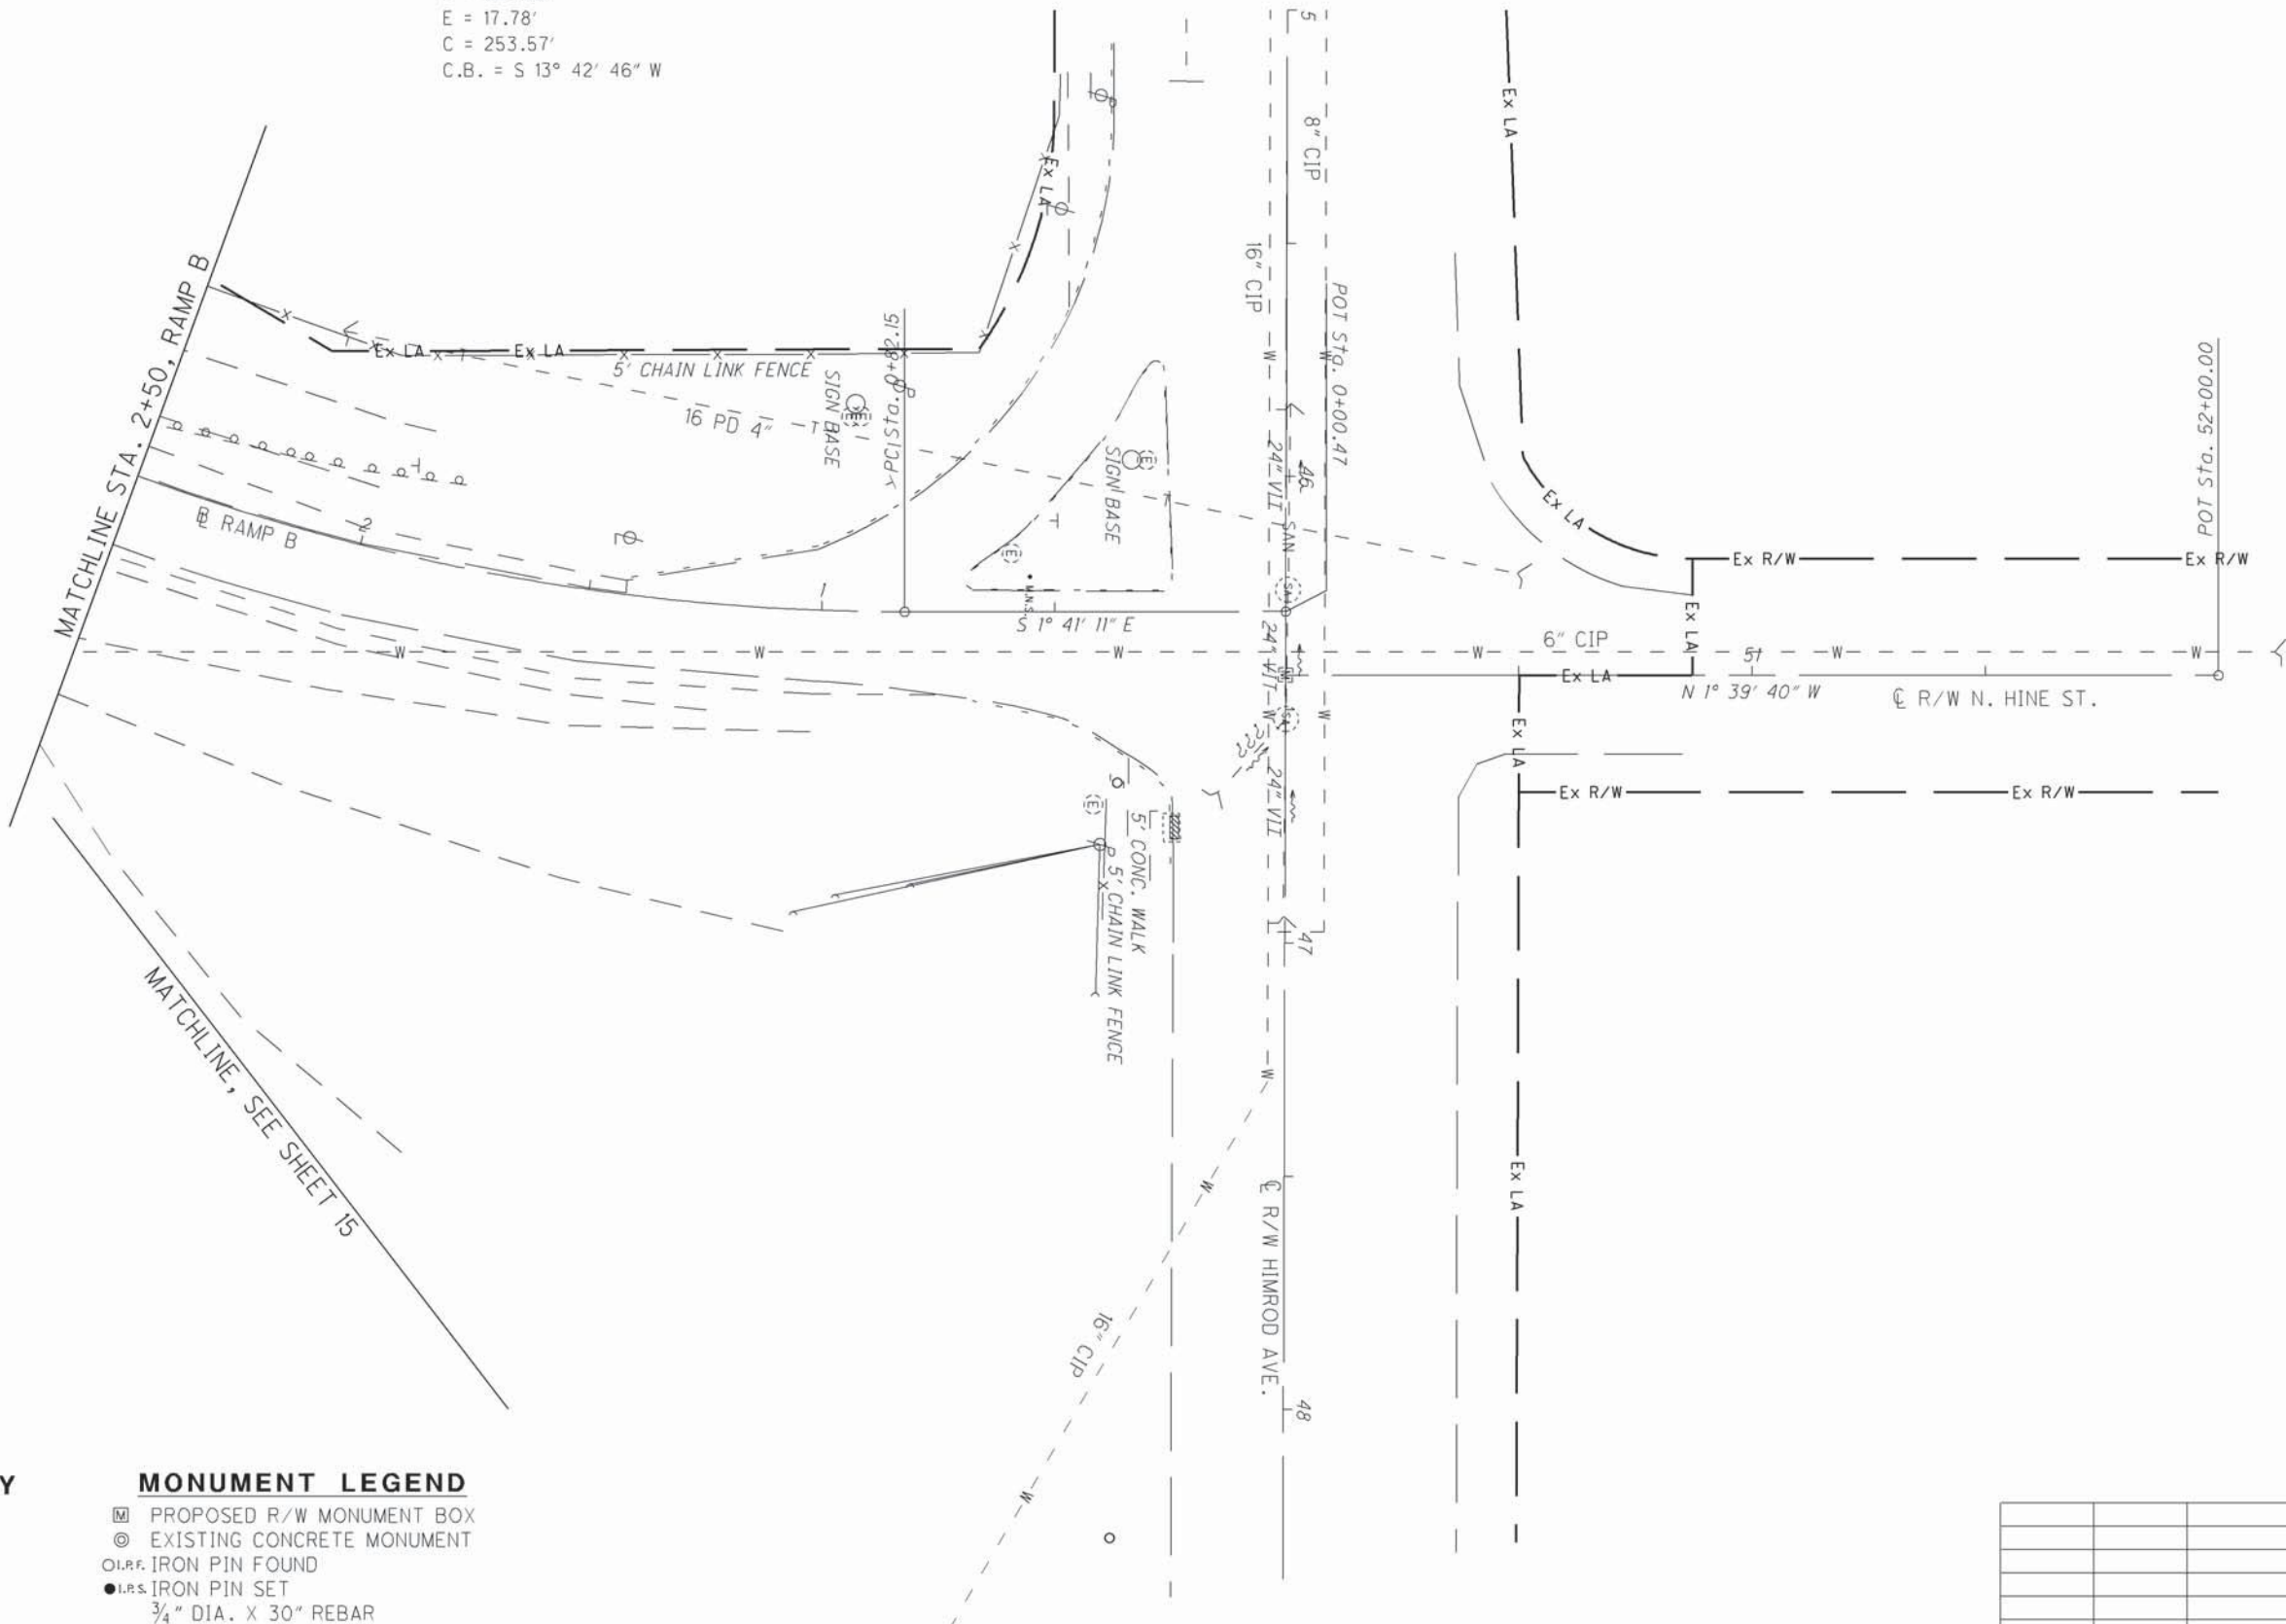 E = 17.78'
C = 253.57'
C.B. = S 13° 42' 46" W
5
Ex LA
8" CIP
16" CIP
Ex LA
MATCHLINE STA. 2+50, RAMP B
Ex LA
Ex LA
5' CHAIN LINK FENCE
16 PD 4"
SIGN BASE
PCI Sta. 0+82.15
POT Sta. 0+00.47
POT Sta. 52+00.00
SIGN BASE
24" VIT
46
SAN
Ex LA
Ex R/W
Ex R/W
℄ RAMP B
2
1
M.N.S.
S 1° 41' 11" E
W
W
W
W
W
W
6" CIP
Ex LA
51
Ex LA
N 1° 39' 40" W
℄ R/W N. HINE ST.
24" VIT
Ex LA
24" VIT
Ex R/W
Ex R/W
5' CONC. WALK
5' CHAIN LINK FENCE
47
MATCHLINE, SEE SHEET 15
W
W
Ex LA
℄ R/W HIMROD AVE.
16" CIP
48
W
Y
MONUMENT LEGEND
M PROPOSED R/W MONUMENT BOX
◎ EXISTING CONCRETE MONUMENT
○I.P.F. IRON PIN FOUND
●I.P.S. IRON PIN SET
3/4" DIA. X 30" REBAR